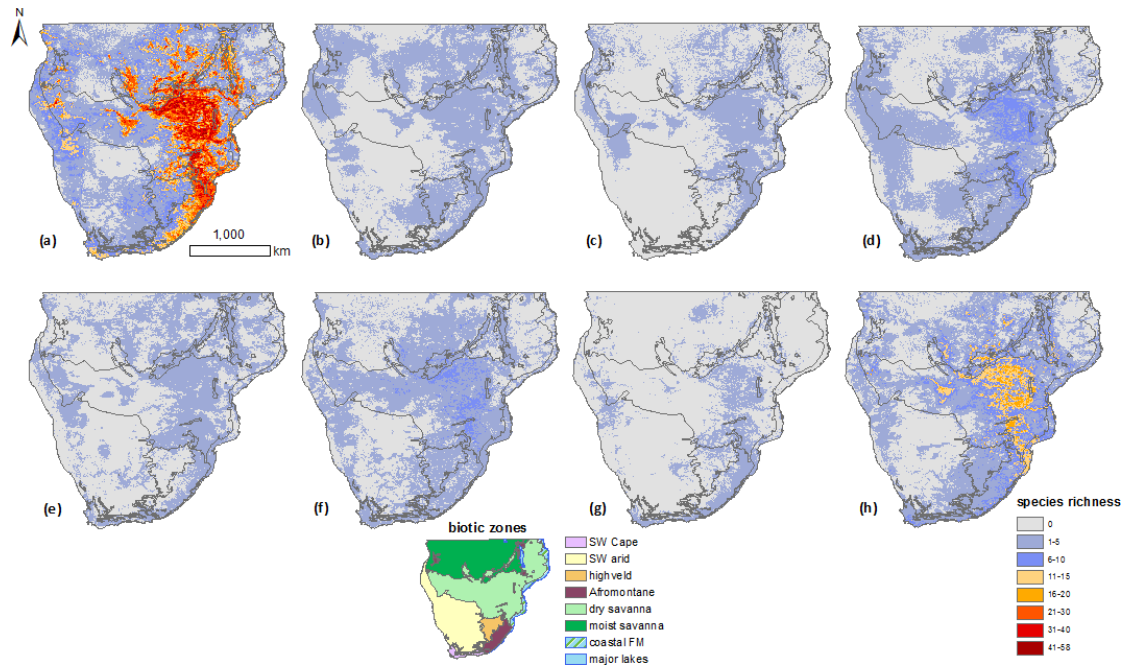 N
(a)
1,000
km
(b)
(c)
(d)
(e)
(f)
(g)
(h)
biotic zones
SW Cape
SW arid
highveld
Afromontane
dry savanna
moist savanna
coastal FM
major lakes
species richness
0
1-5
6-10
11-15
16-20
21-30
31-40
41-58